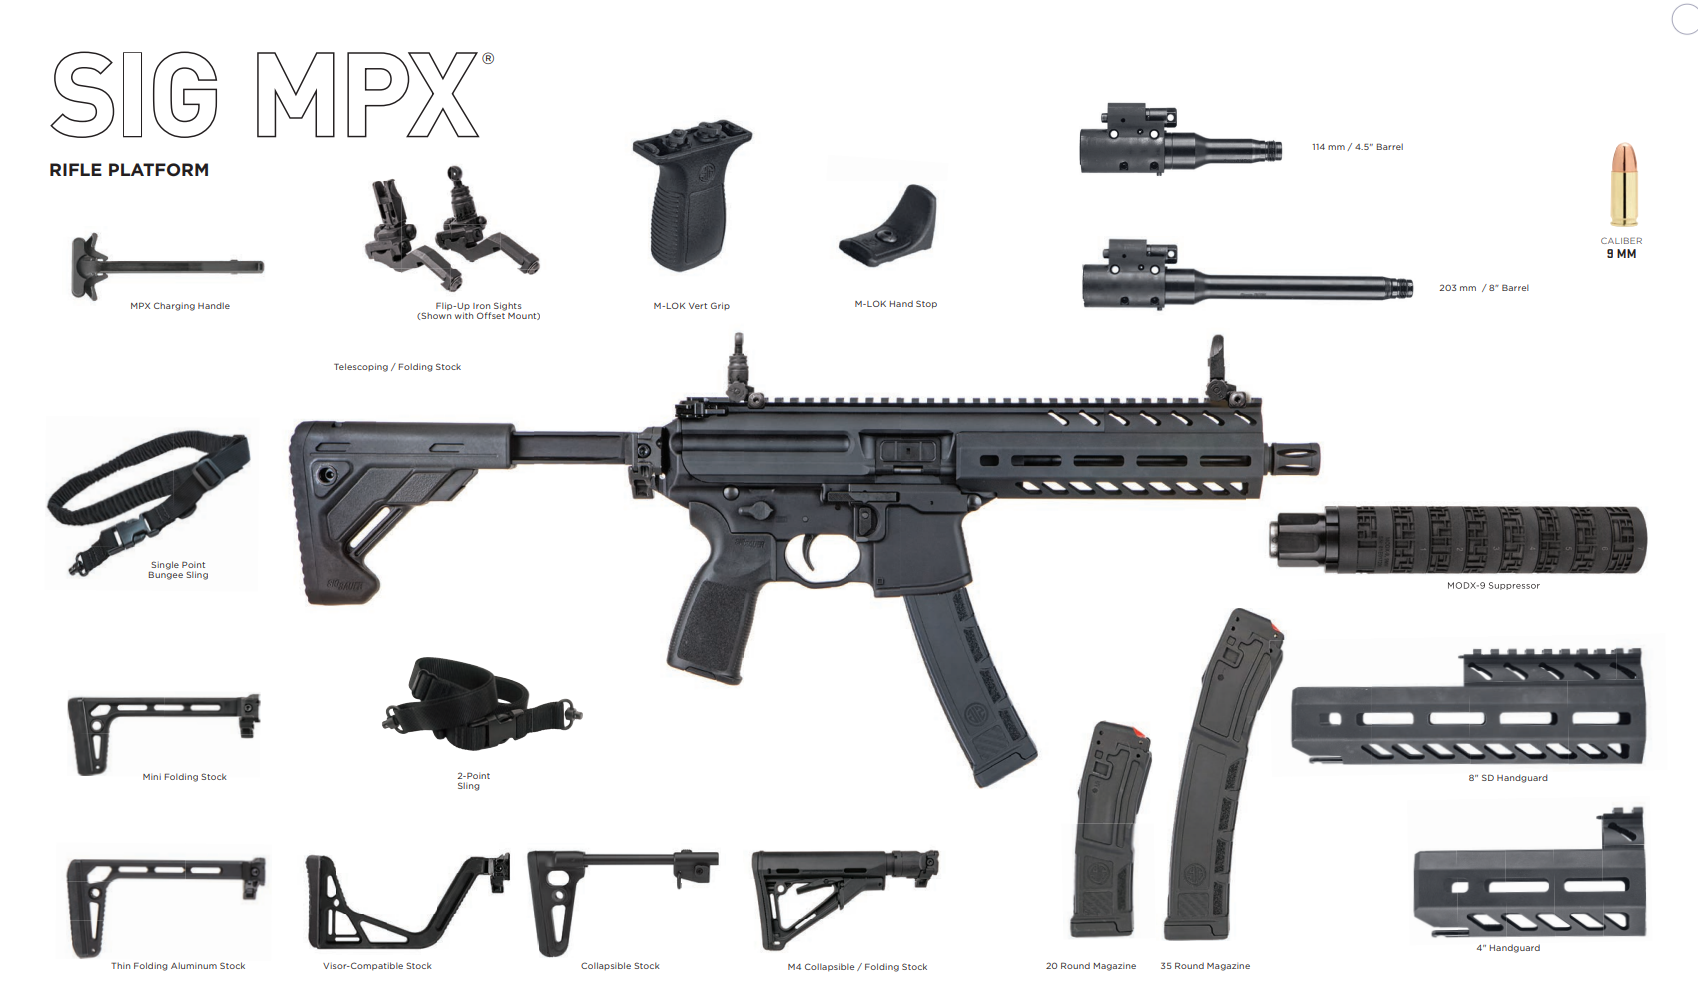 SIG MPX®
RIFLE PLATFORM
114 mm / 4.5" Barrel
CALIBER
9 MM
MPX Charging Handle
Flip-Up Iron Sights
(Shown with Offset Mount)
M-LOK Vert Grip
M-LOK Hand Stop
203 mm / 8" Barrel
Telescoping / Folding Stock
Single Point
Bungee Sling
MODX-9 Suppressor
Mini Folding Stock
2-Point
Sling
8" SD Handguard
4" Handguard
Thin Folding Aluminum Stock
Visor-Compatible Stock
Collapsible Stock
M4 Collapsible / Folding Stock
20 Round Magazine
35 Round Magazine